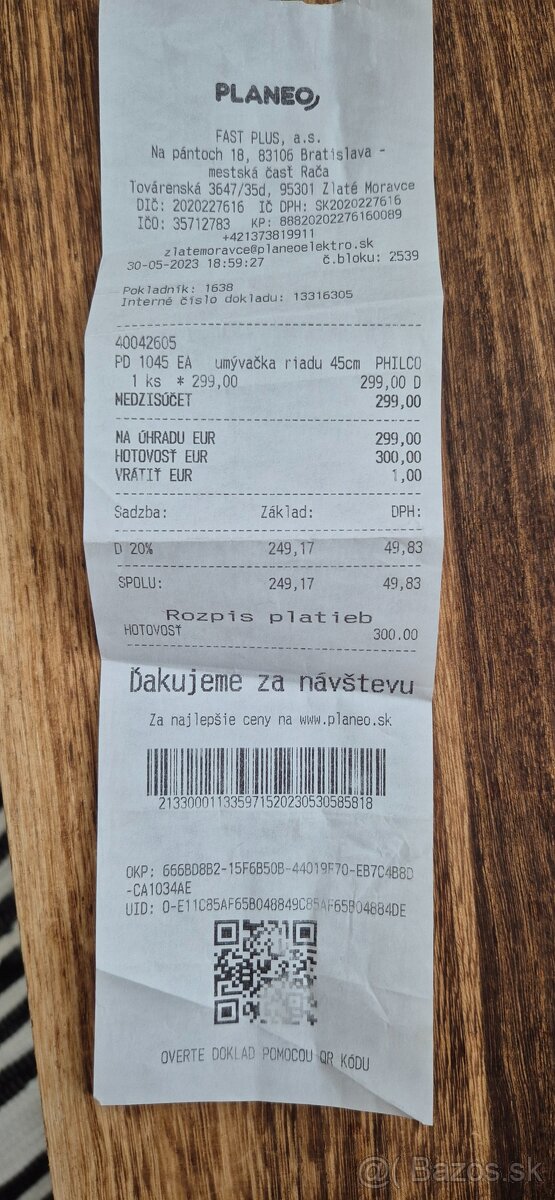 PLANEO
FAST PLUS, a.s.
Na pántoch 18, 83106 Bratislava -
mestská časť Rača
Továrenská 3647/35d, 95301 Zlaté Moravce
DIČ: 2020227616 IČ DPH: SK2020227616
IČO: 35712783 KP: 88820202276160089
+421373819911
zlatemoravce@planeoelektro.sk
30-05-2023 18:59:27 č.bloku: 2539
Pokladník: 1638
Interné číslo dokladu: 13316305
40042605
PD 1045 EA umývačka riadu 45cm PHILCO
1 ks * 299,00 299,00 D
MEDZISÚČET 299,00
NA ÚHRADU EUR 299,00
HOTOVOSŤ EUR 300,00
VRÁTIŤ EUR 1,00
Sadzba: Základ: DPH:
D 20% 249,17 49,83
SPOLU: 249,17 49,83
Rozpis platieb
HOTOVOSŤ 300.00
Ďakujeme za návštevu
Za najlepšie ceny na www.planeo.sk
2133000113359715202305305858​18
OKP: 666BD8B2-15F6B50B-44019F70-EB7C4B8D
-CA1034AE
UID: O-E11C85AF65B048849C85AF65B04884DE
OVERTE DOKLAD POMOCOU QR KÓDU
@( Bazos.sk